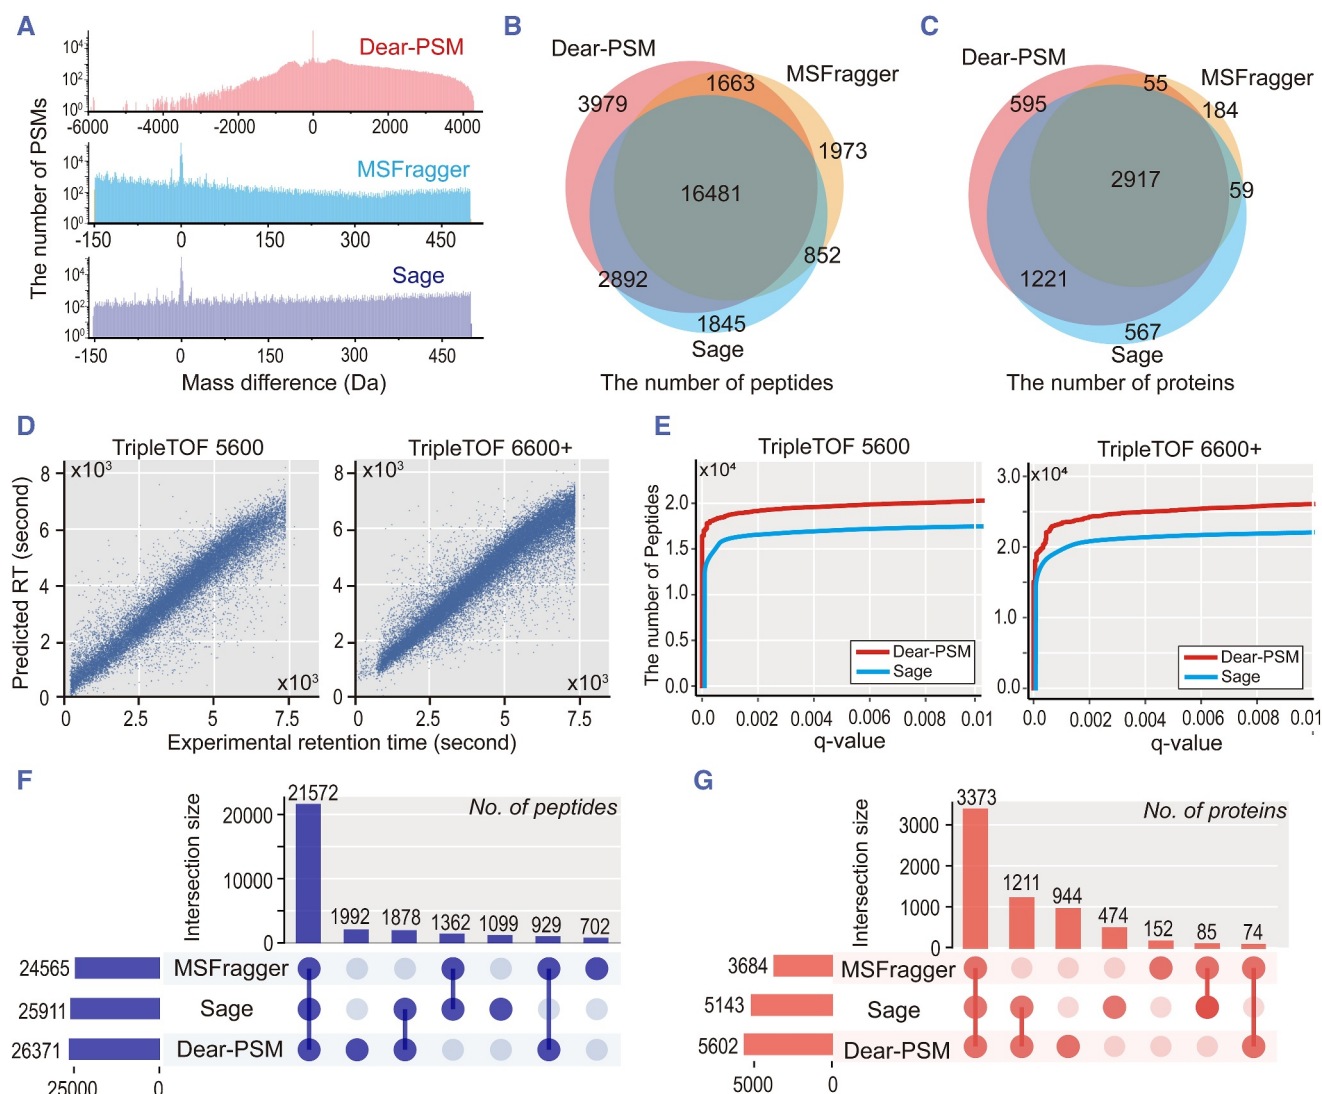 A
The number of PSMs
Dear-PSM
10⁴
10²
10⁰
-6000 -4000 -2000 0 2000 4000
MSFragger
10⁴
10²
10⁰
-150 0 150 300 450
Sage
10⁴
10²
10⁰
-150 0 150 300 450
Mass difference (Da)
B
Dear-PSM
MSFragger
1663
3979
1973
16481
852
2892
1845
Sage
The number of peptides
C
Dear-PSM
MSFragger
55
595
184
2917
59
1221
567
Sage
The number of proteins
D
TripleTOF 5600
x10³
Predicted RT (second)
8
6
4
2
0
x10³
0 2.5 5 7.5
TripleTOF 6600+
x10³
8
6
4
2
0
x10³
0 2.5 5 7.5
Experimental retention time (second)
E
TripleTOF 5600
x10⁴
The number of Peptides
2.0
1.5
1.0
0.5
0.0
Dear-PSM
Sage
0.0 0.002 0.004 0.006 0.008 0.01
q-value
TripleTOF 6600+
x10⁴
3.0
2.0
1.0
0.0
Dear-PSM
Sage
0.0 0.002 0.004 0.006 0.008 0.01
q-value
F
Intersection size
No. of peptides
20000
10000
0
21572
1992 1878 1362 1099 929 702
24565 MSFragger
25911 Sage
26371 Dear-PSM
25000 0
G
Intersection size
No. of proteins
3000
2000
1000
0
3373
1211 944 474 152 85 74
3684 MSFragger
5143 Sage
5602 Dear-PSM
5000 0